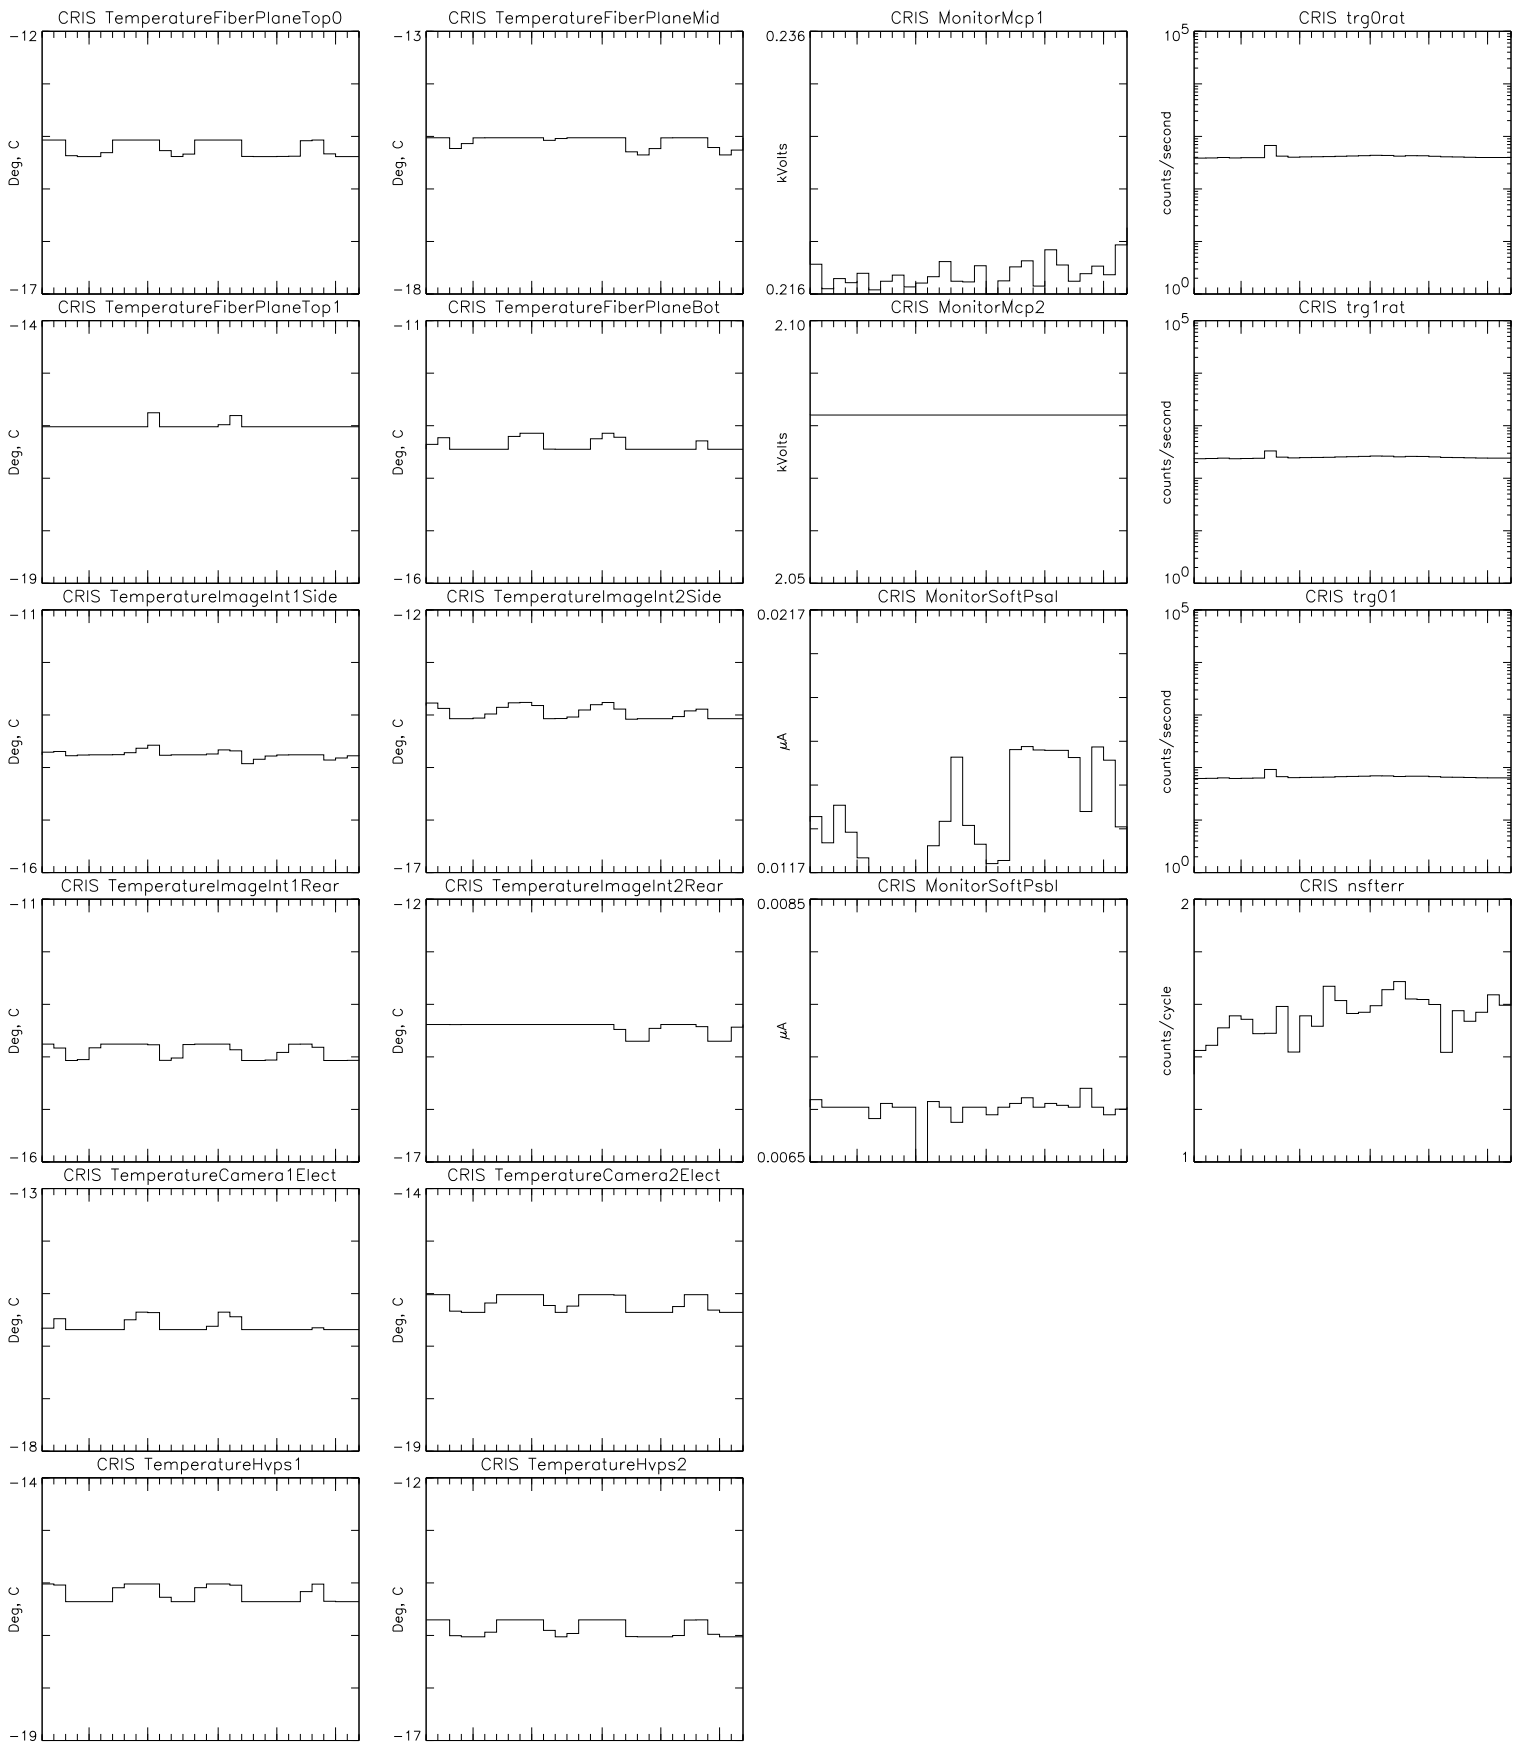 CRIS TemperatureFiberPlaneTop0
-12
Deg, C
-17
CRIS TemperatureFiberPlaneMid
-13
Deg, C
-18
CRIS MonitorMcp1
0.236
kVolts
0.216
CRIS trg0rat
10^5
counts/second
10^0
CRIS TemperatureFiberPlaneTop1
-14
Deg, C
-19
CRIS TemperatureFiberPlaneBot
-11
Deg, C
-16
CRIS MonitorMcp2
2.10
kVolts
2.05
CRIS trg1rat
10^5
counts/second
10^0
CRIS TemperatureImageInt1Side
-11
Deg, C
-16
CRIS TemperatureImageInt2Side
-12
Deg, C
-17
CRIS MonitorSoftPsaI
0.0217
μA
0.0117
CRIS trg01
10^5
counts/second
10^0
CRIS TemperatureImageInt1Rear
-11
Deg, C
-16
CRIS TemperatureImageInt2Rear
-12
Deg, C
-17
CRIS MonitorSoftPsbI
0.0085
μA
0.0065
CRIS nsfterr
2
counts/cycle
1
CRIS TemperatureCamera1Elect
-13
Deg, C
-18
CRIS TemperatureCamera2Elect
-14
Deg, C
-19
CRIS TemperatureHvps1
-14
Deg, C
-19
CRIS TemperatureHvps2
-12
Deg, C
-17